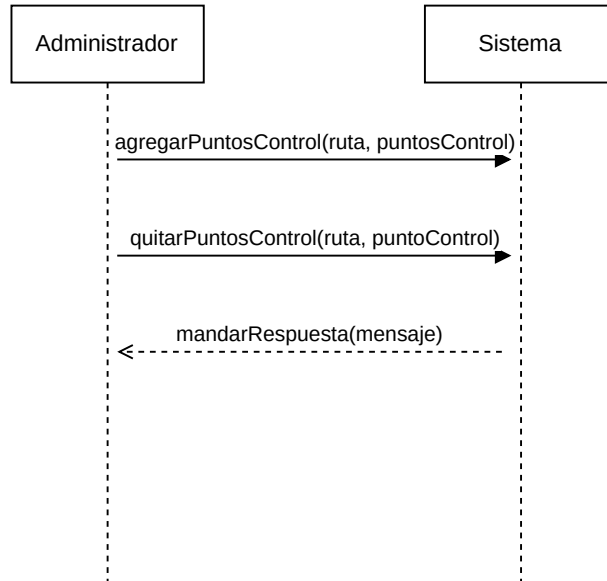 Administrador
Sistema
agregarPuntosControl(ruta, puntosControl)
quitarPuntosControl(ruta, puntoControl)
mandarRespuesta(mensaje)